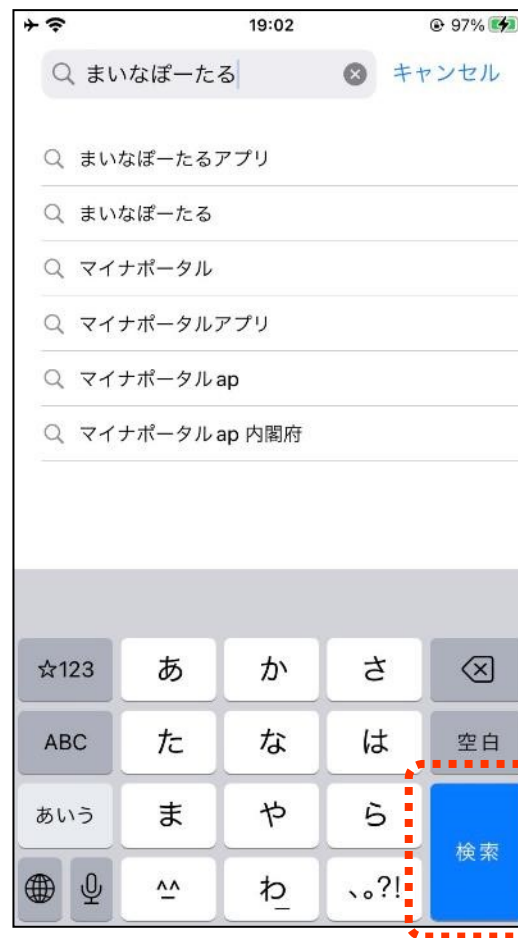 19:02 97%
まいなぽーたる キャンセル
まいなぽーたるアプリ
まいなぽーたる
マイナポータル
マイナポータルアプリ
マイナポータル ap
マイナポータル ap 内閣府
☆123 あ か さ
ABC た な は 空白
あいう ま や ら 検索
^^ わ 、。?!